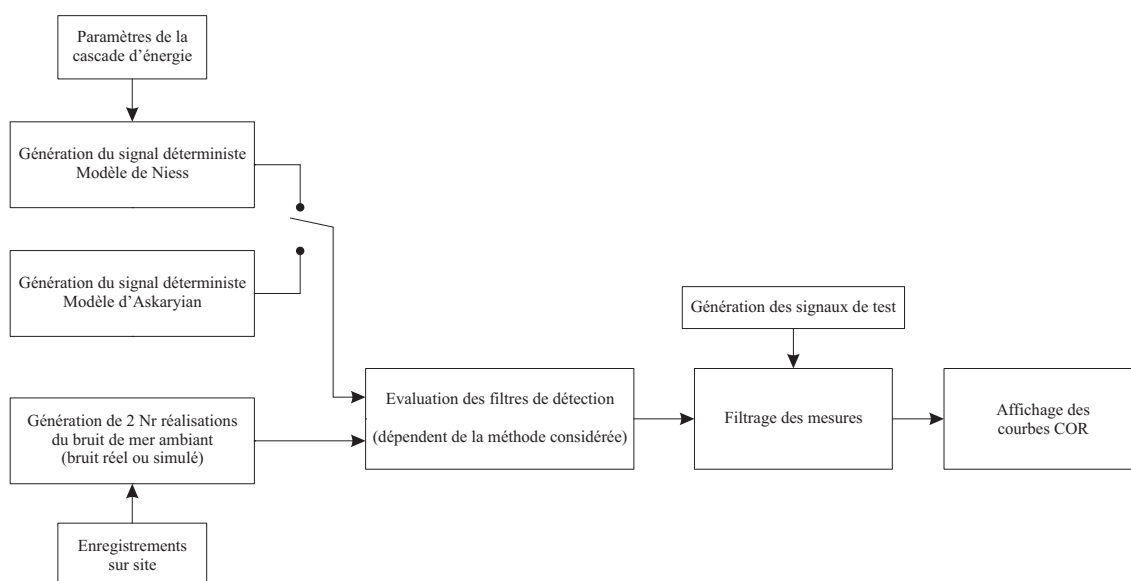 Paramètres de la
cascade d’énergie
Génération du signal déterministe
Modèle de Niess
Génération du signal déterministe
Modèle d’Askaryian
Génération des signaux de test
Génération de 2 Nr réalisations
du bruit de mer ambiant
(bruit réel ou simulé)
Evaluation des filtres de détection
(dépendent de la méthode considérée)
Filtrage des mesures
Affichage des
courbes COR
Enregistrements
sur site